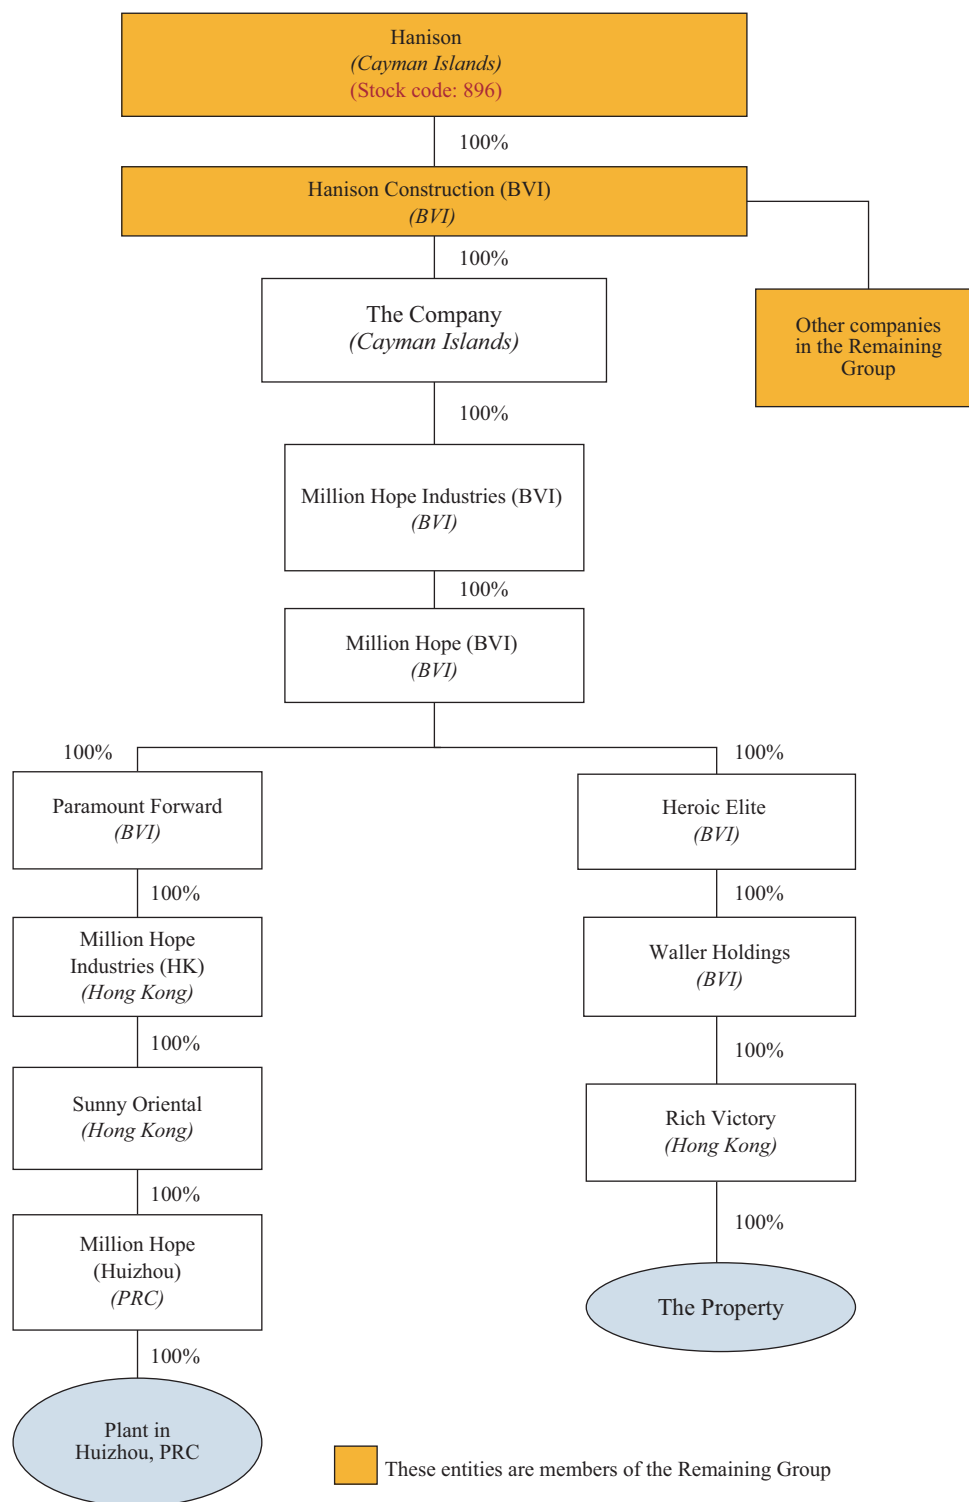 Hanison
(Cayman Islands)
(Stock code: 896)
100%
Hanison Construction (BVI)
(BVI)
100%
The Company
(Cayman Islands)
Other companies
in the Remaining
Group
100%
Million Hope Industries (BVI)
(BVI)
100%
Million Hope (BVI)
(BVI)
100%
100%
Paramount Forward
(BVI)
Heroic Elite
(BVI)
100%
100%
Million Hope
Industries (HK)
(Hong Kong)
Waller Holdings
(BVI)
100%
100%
Sunny Oriental
(Hong Kong)
Rich Victory
(Hong Kong)
100%
100%
Million Hope
(Huizhou)
(PRC)
The Property
100%
Plant in
Huizhou, PRC
These entities are members of the Remaining Group